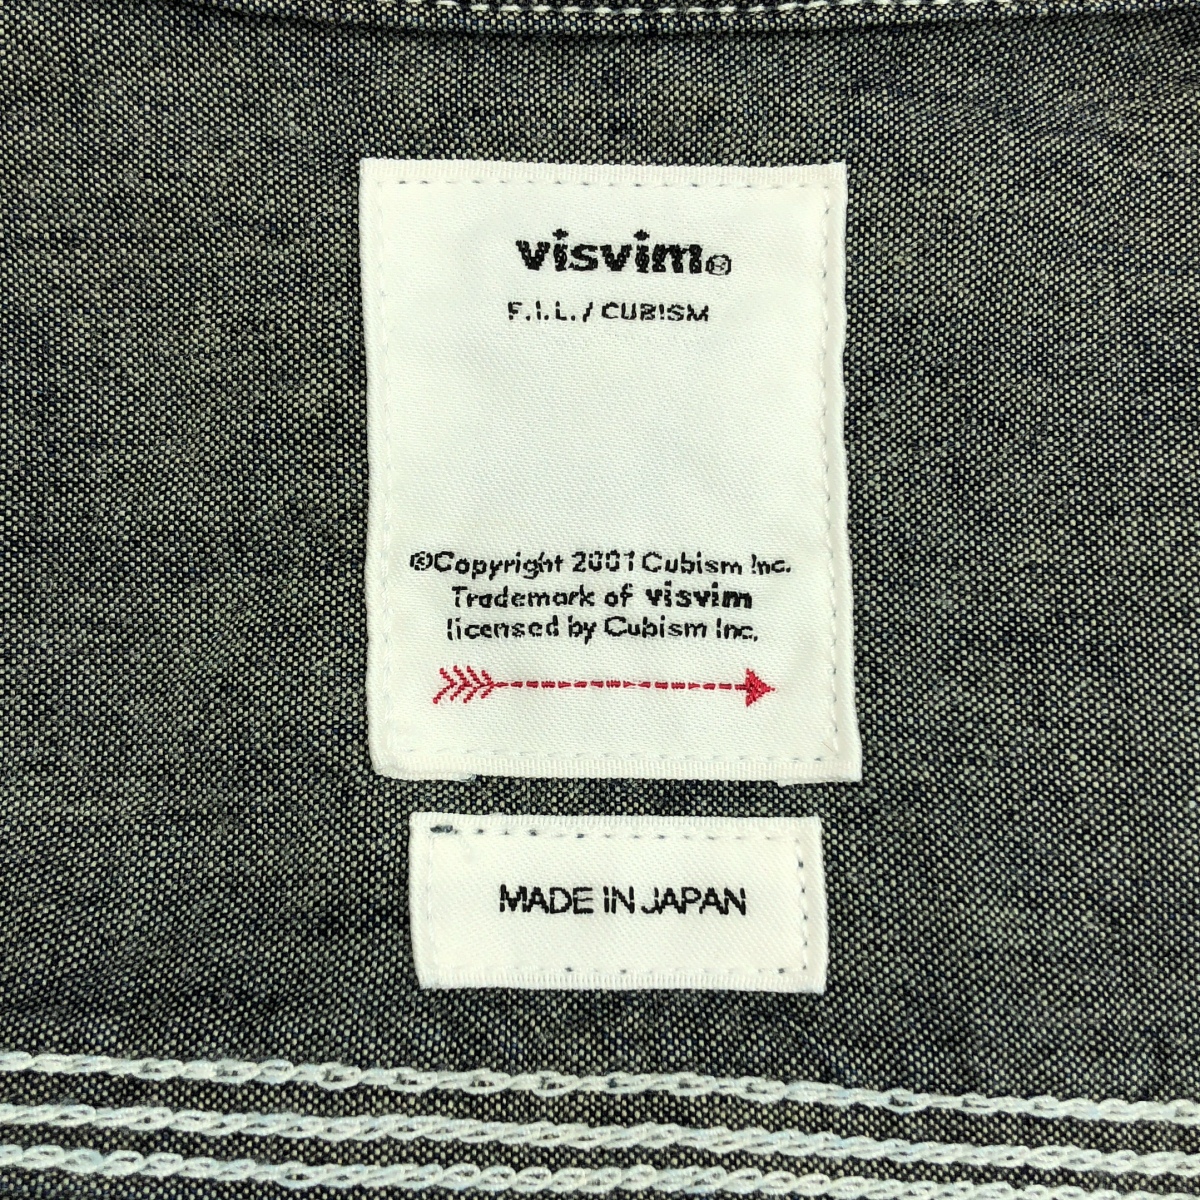 visvim®
F.I.L./CUBISM
©Copyright 2001 Cubism Inc.
Trademark of visvim
licensed by Cubism Inc.
MADE IN JAPAN